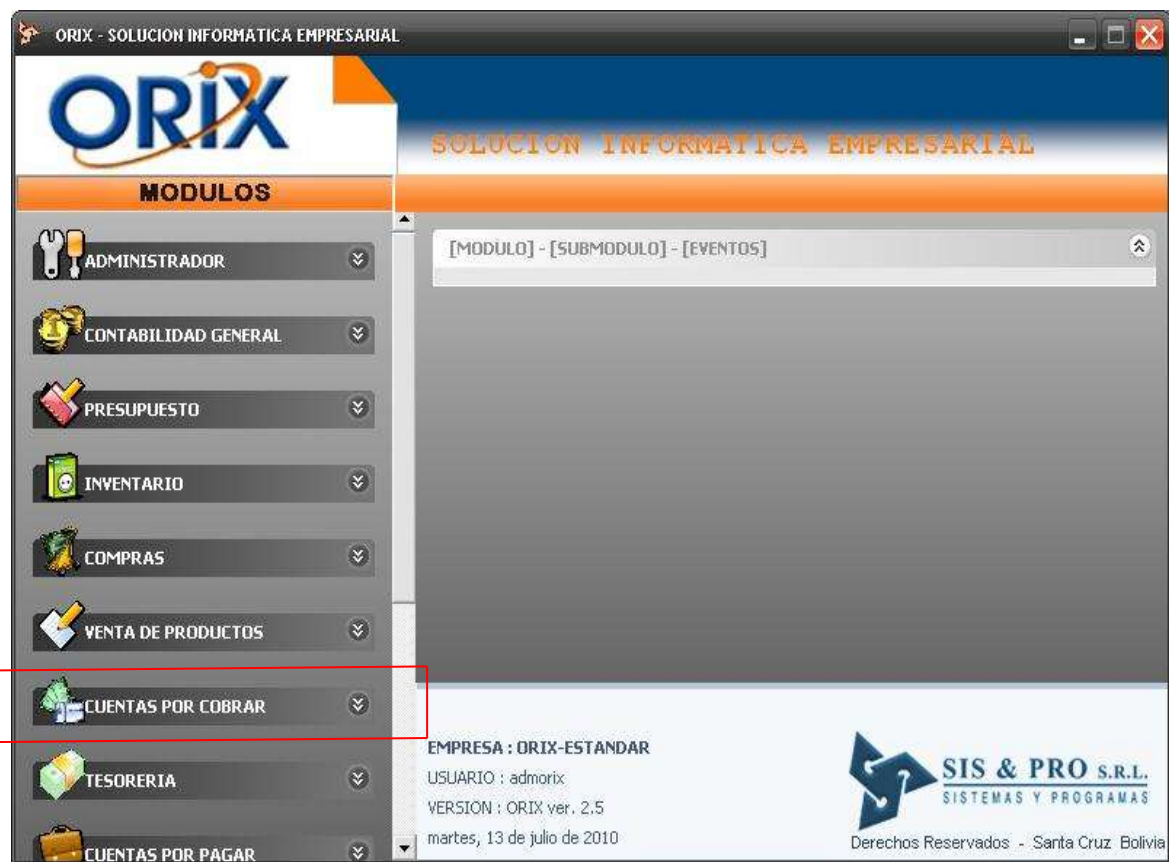 ORIX - SOLUCION INFORMATICA EMPRESARIAL
ORiX
SOLUCION INFORMATICA EMPRESARIAL
MODULOS
ADMINISTRADOR
CONTABILIDAD GENERAL
PRESUPUESTO
INVENTARIO
COMPRAS
VENTA DE PRODUCTOS
CUENTAS POR COBRAR
TESORERIA
CUENTAS POR PAGAR
[MODULO] - [SUBMODULO] - [EVENTOS]
EMPRESA : ORIX-ESTANDAR
USUARIO : admorix
VERSION : ORIX ver. 2.5
martes, 13 de julio de 2010
SIS & PRO S.R.L.
SISTEMAS Y PROGRAMAS
Derechos Reservados - Santa Cruz Bolivia